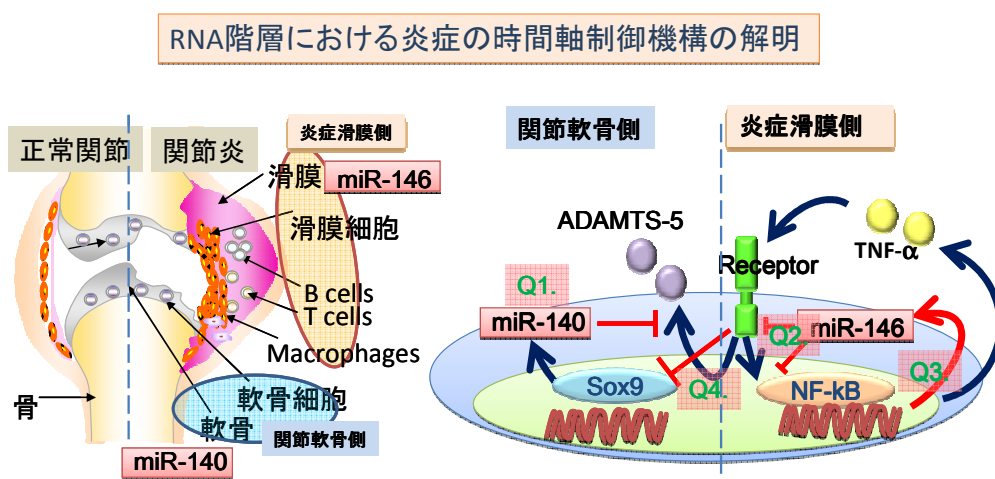 RNA階層における炎症の時間軸制御機構の解明
正常関節
関節炎
炎症滑膜側
滑膜
miR-146
滑膜細胞
B cells
T cells
Macrophages
骨
軟骨細胞
軟骨
関節軟骨側
miR-140
関節軟骨側
炎症滑膜側
ADAMTS-5
TNF-α
Receptor
Q1.
miR-140
Q2.
miR-146
Sox9
Q4.
NF-kB
Q3.